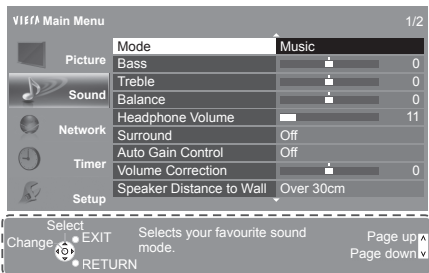 VIErA Main Menu 1/2
Picture
Sound
Network
Timer
Setup
Mode Music
Bass 0
Treble 0
Balance 0
Headphone Volume 11
Surround Off
Auto Gain Control Off
Volume Correction 0
Speaker Distance to Wall Over 30cm
Select
Change
EXIT
RETURN
Selects your favourite sound
mode.
Page up
Page down